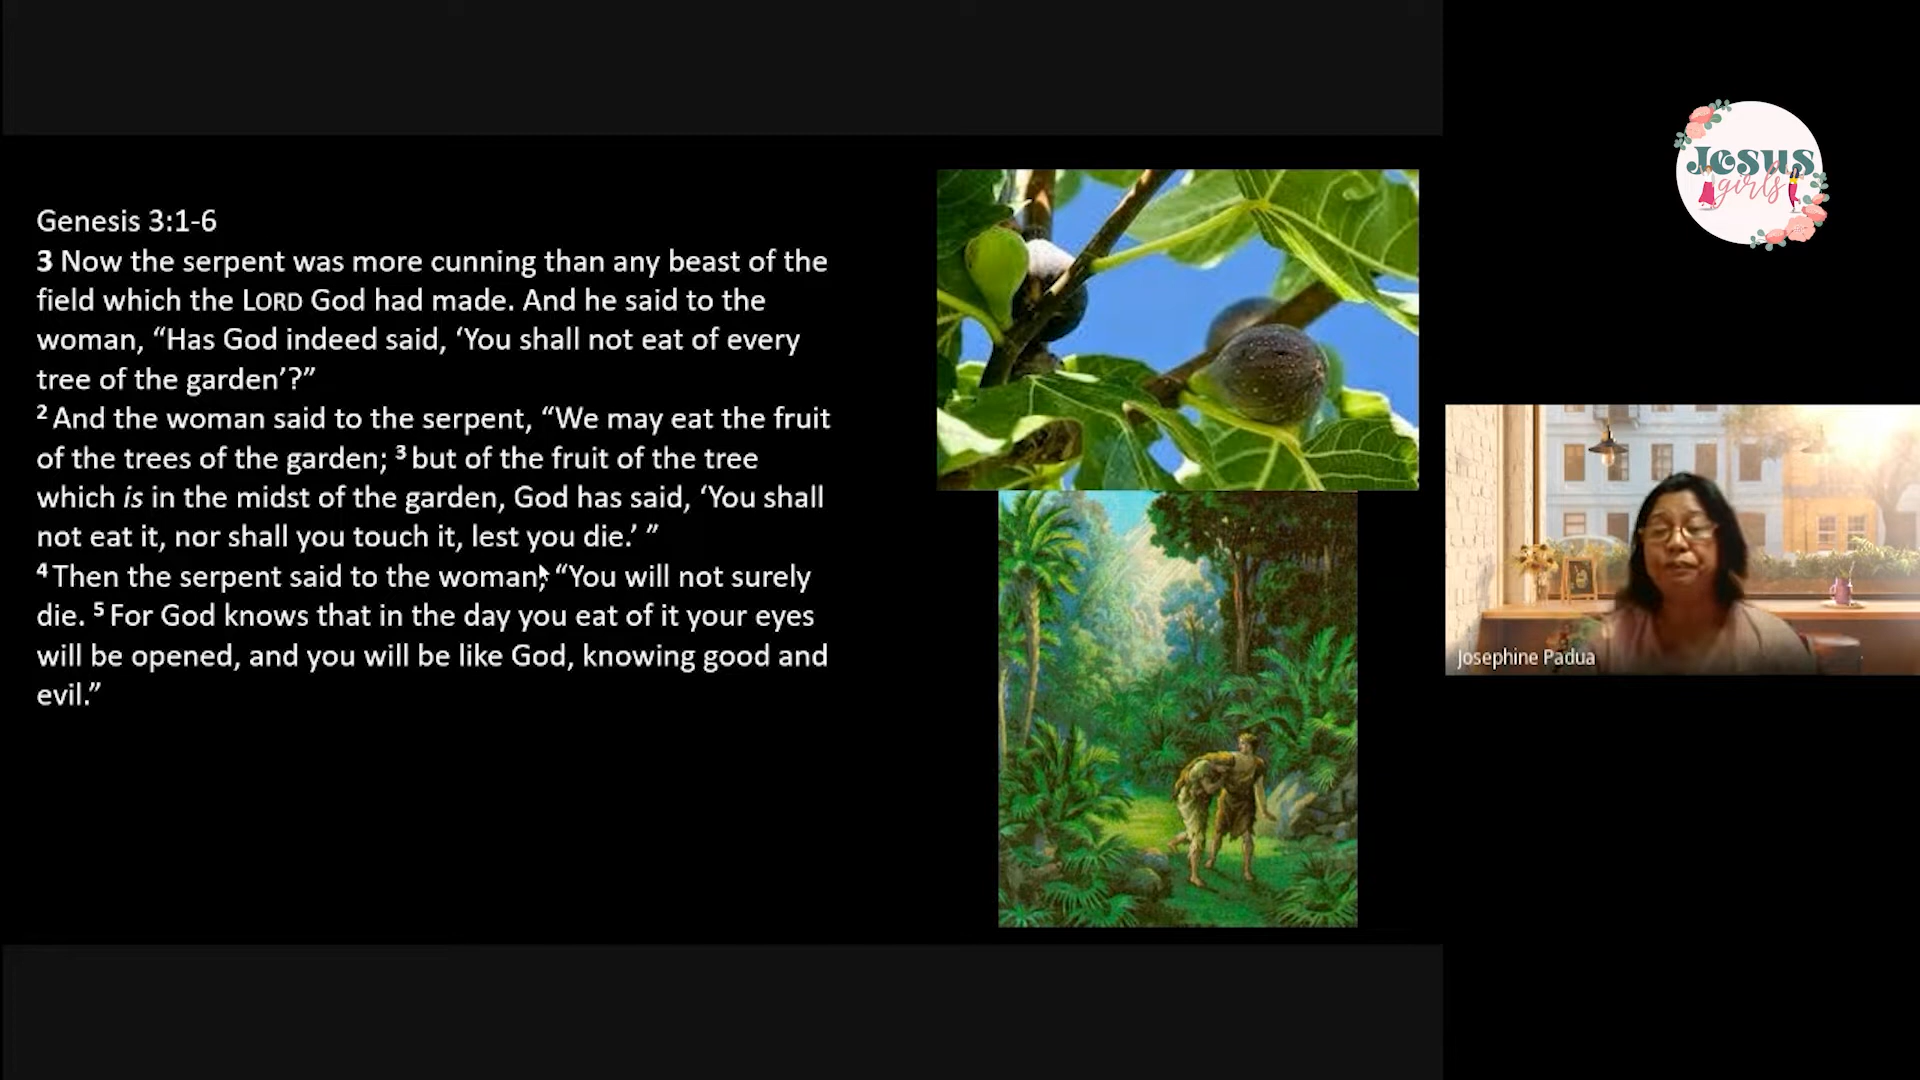 Genesis 3:1-6
3 Now the serpent was more cunning than any beast of the
field which the LORD God had made. And he said to the
woman, “Has God indeed said, ‘You shall not eat of every
tree of the garden’?”
2 And the woman said to the serpent, “We may eat the fruit
of the trees of the garden; 3 but of the fruit of the tree
which is in the midst of the garden, God has said, ‘You shall
not eat it, nor shall you touch it, lest you die.’ ”
4 Then the serpent said to the woman, “You will not surely
die. 5 For God knows that in the day you eat of it your eyes
will be opened, and you will be like God, knowing good and
evil.”
Jesus
girls
Josephine Padua